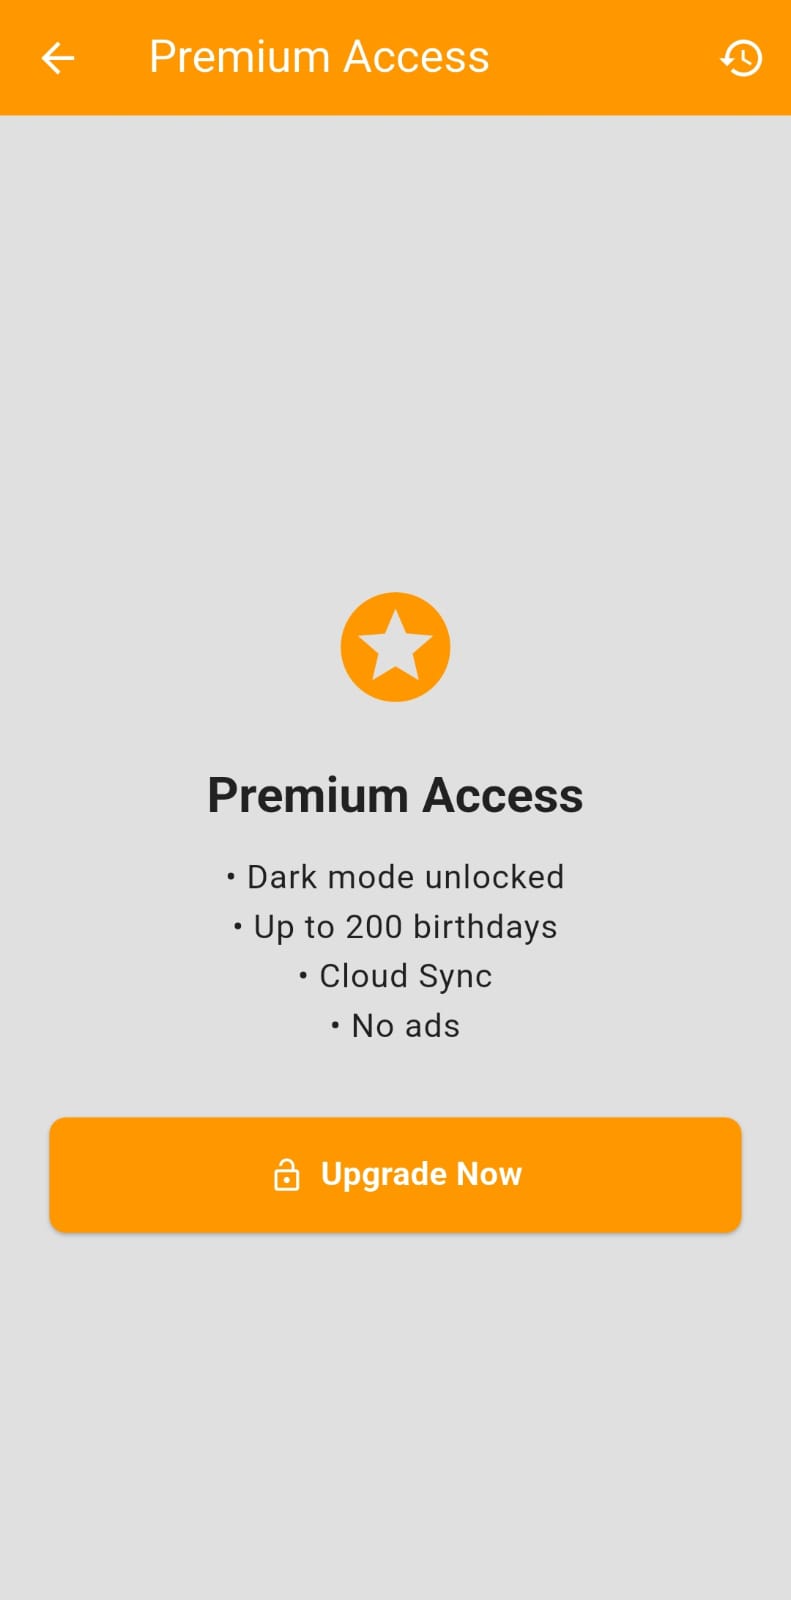 Premium Access
Premium Access
• Dark mode unlocked
• Up to 200 birthdays
• Cloud Sync
• No ads
Upgrade Now